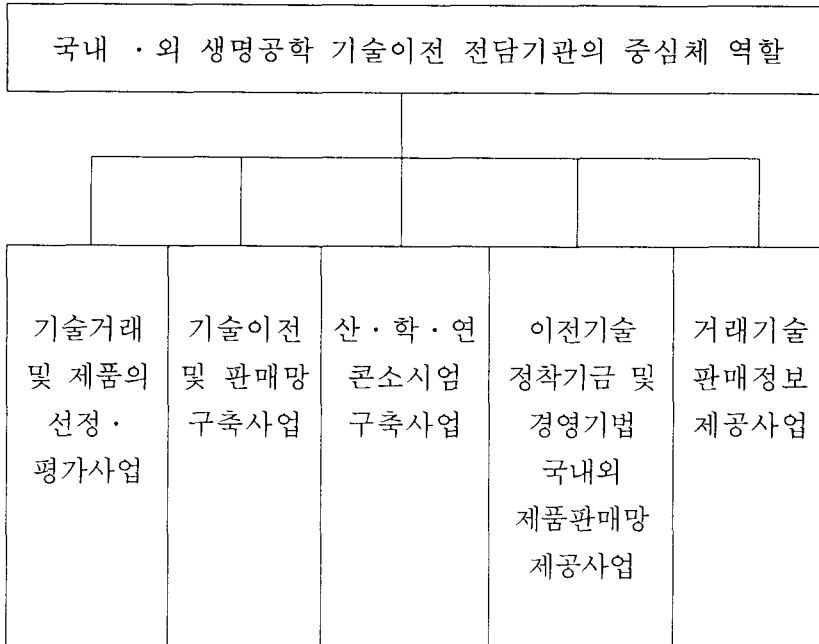 국내 · 외 생명공학 기술이전 전담기관의 중심체 역할
기술거래
및 제품의
선정 ·
평가사업
기술이전
및 판매망
구축사업
산 · 학 · 연
콘소시엄
구축사업
이전기술
정착기금 및
경영기법
국내외
제품판매망
제공사업
거래기술
판매정보
제공사업